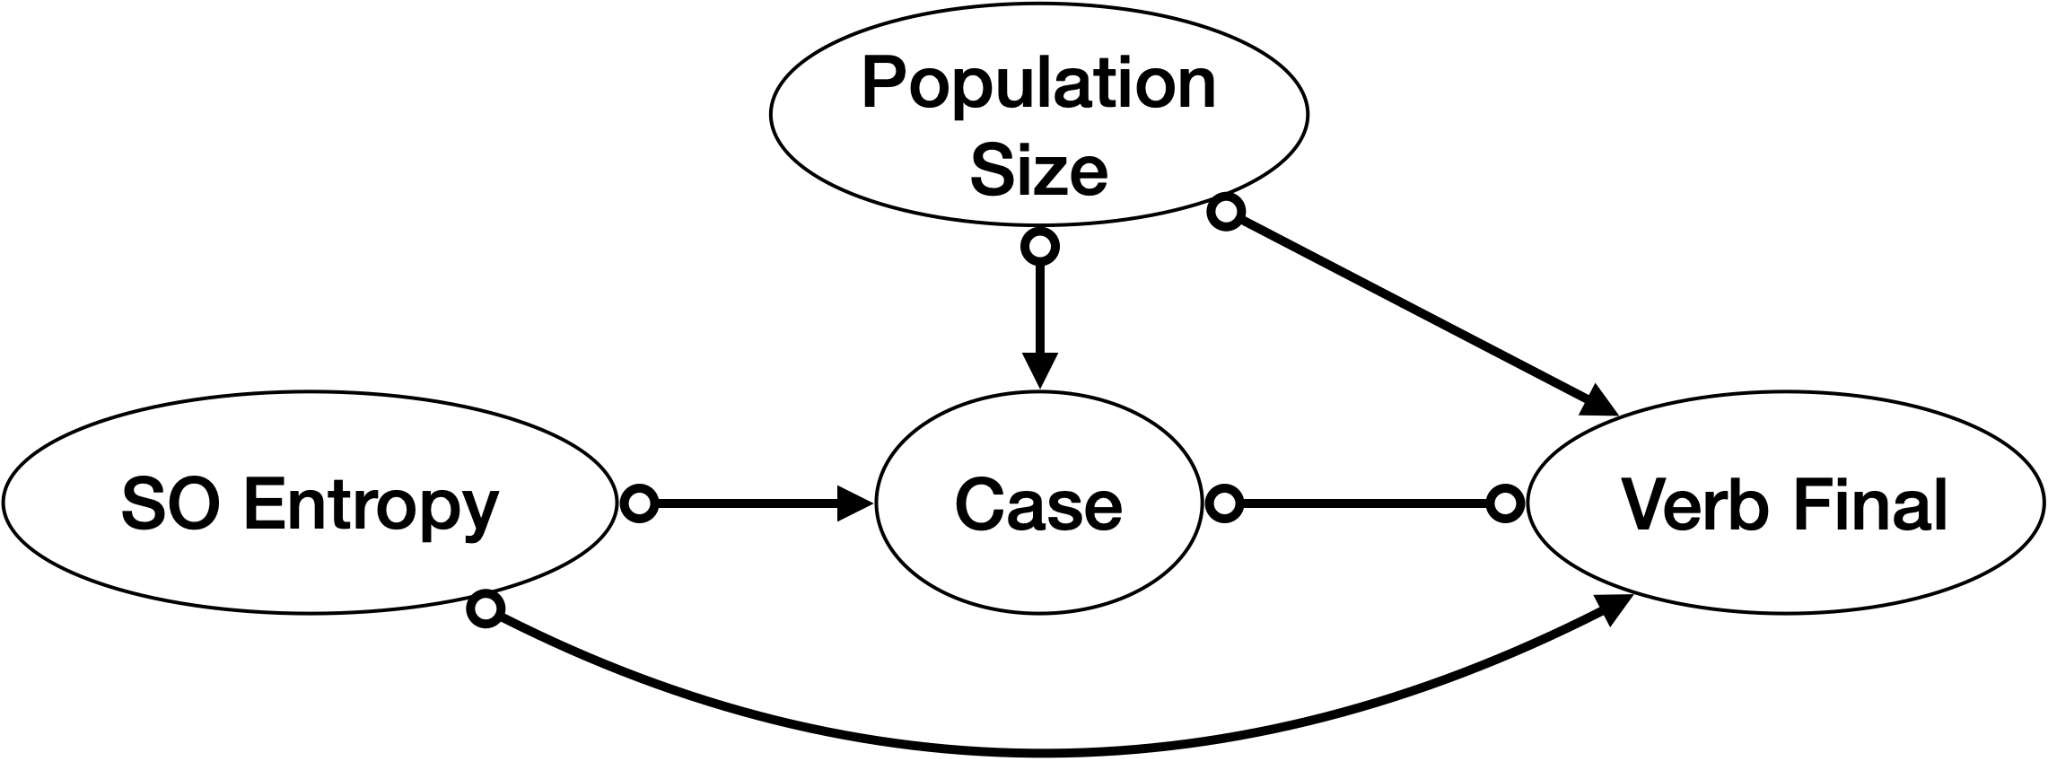 Population
Size
SO Entropy
Case
Verb Final